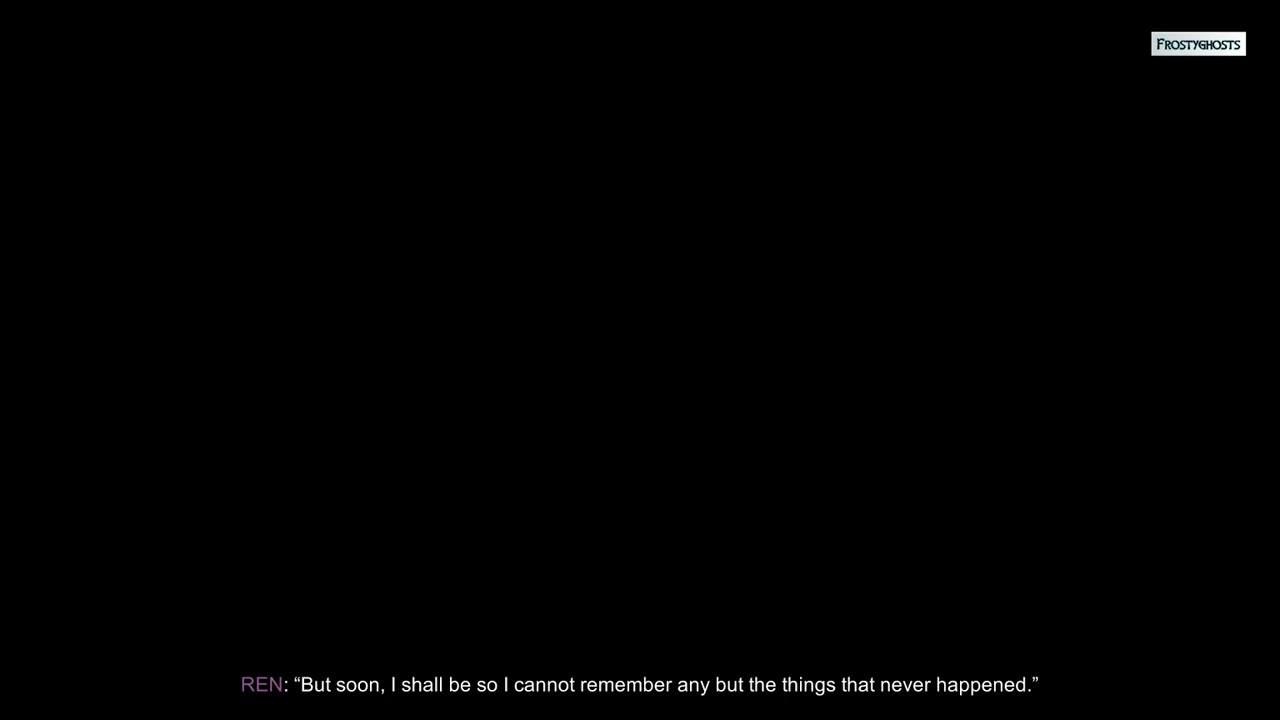 FROSTYGHOSTS
REN: “But soon, I shall be so I cannot remember any but the things that never happened.”